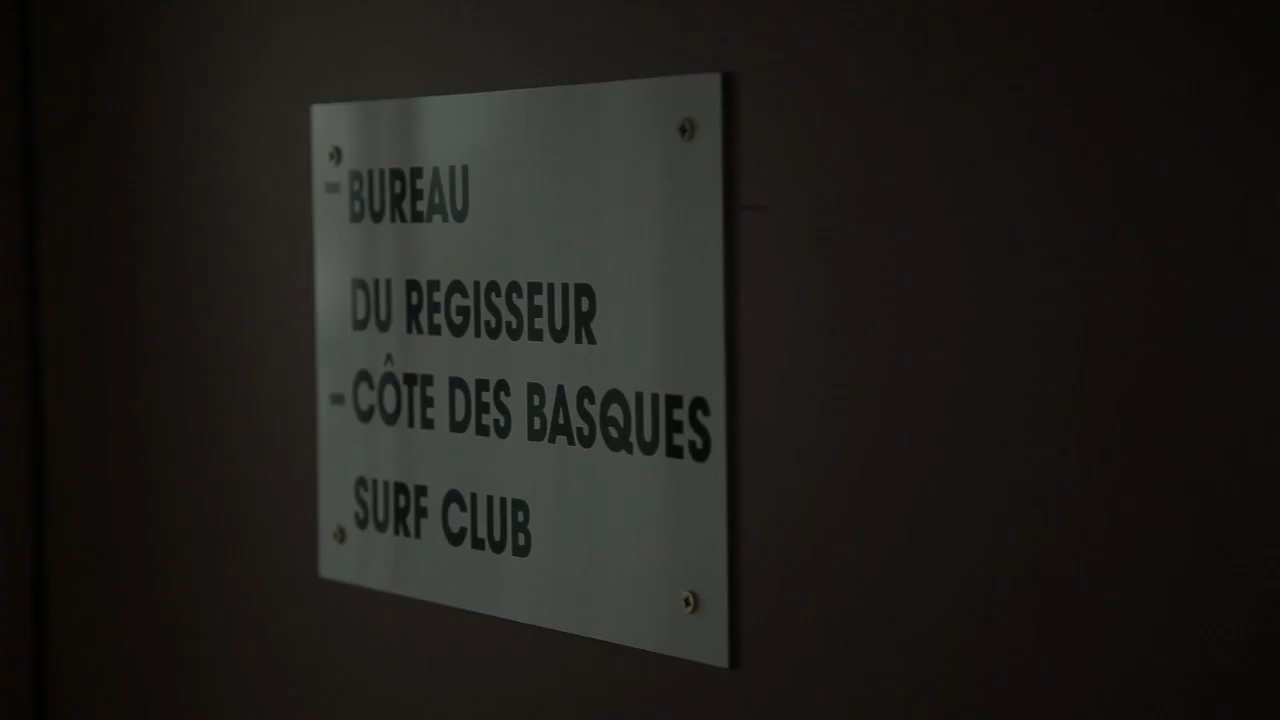 - BUREAU
DU REGISSEUR
- CÔTE DES BASQUES
SURF CLUB